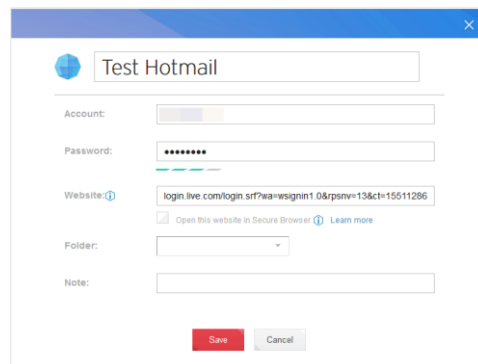 Test Hotmail
Account:
Password: ••••••••
Website: login.live.com/login.srf?wa=wsignin1.0&rpsnv=13&ct=15511286
Open this website in Secure Browser Learn more
Folder:
Note:
Save Cancel